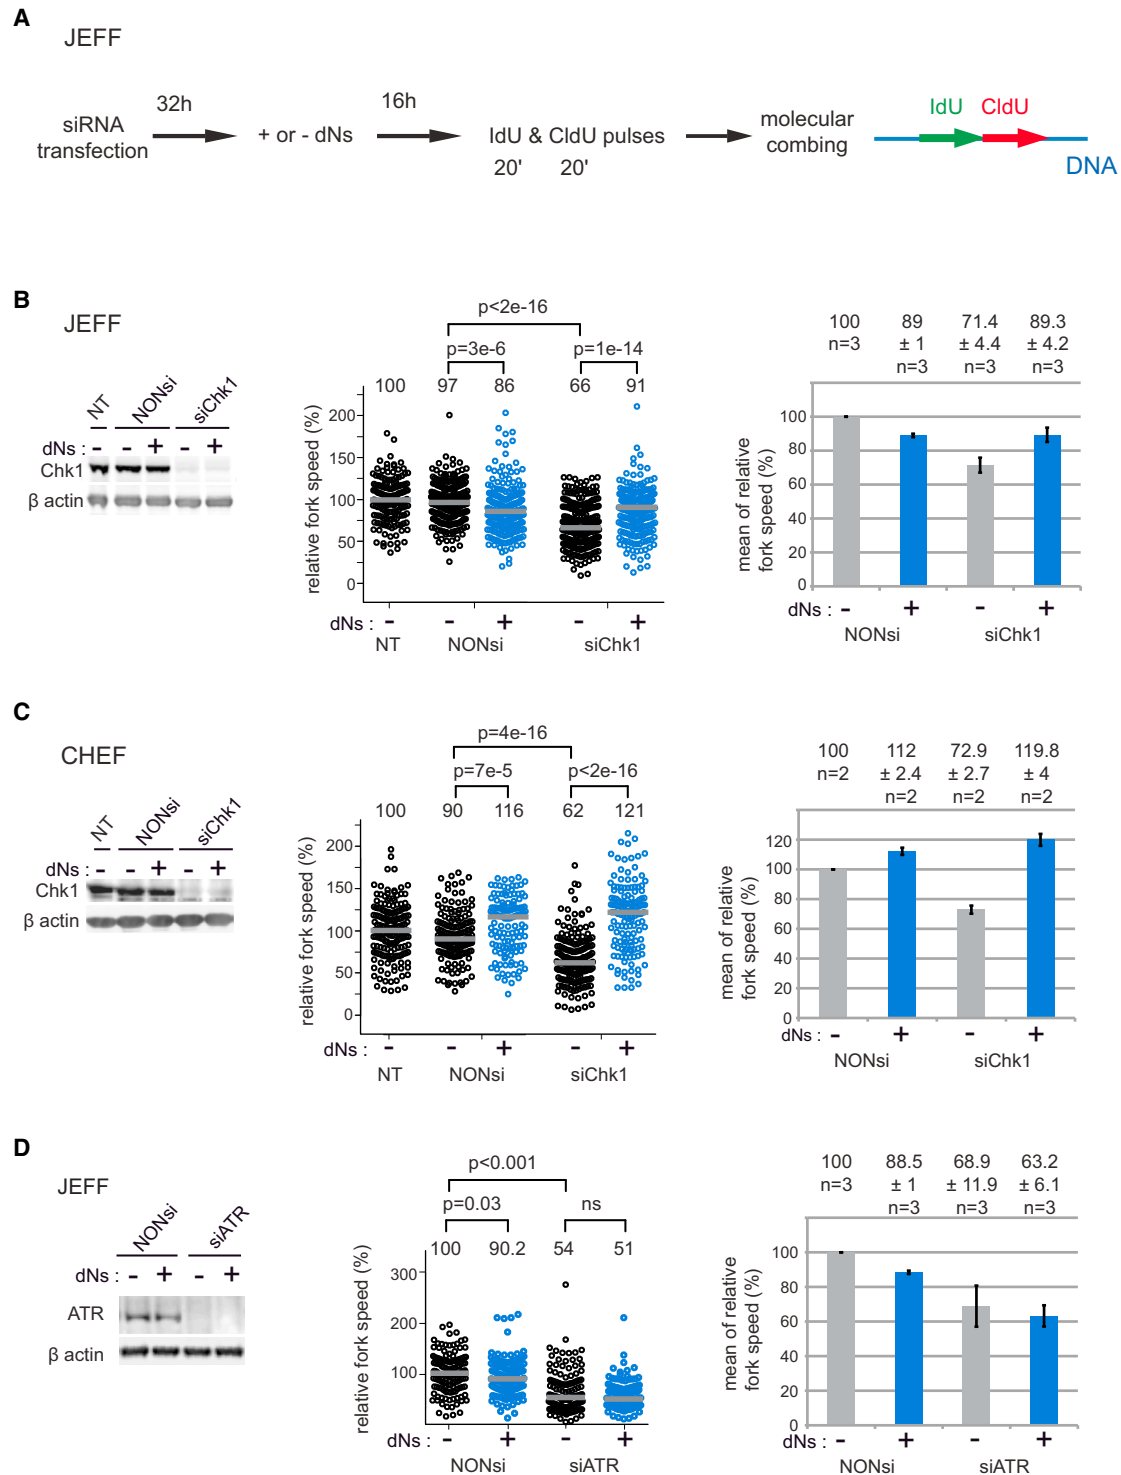 A
JEFF
siRNA
transfection
32h
+ or - dNs
16h
IdU & CldU pulses
20' 20'
molecular
combing
IdU CldU
DNA
B
JEFF
NT NONsi siChk1
dNs : - - + - +
Chk1
β actin
p<2e-16
p=3e-6 p=1e-14
100 97 86 66 91
relative fork speed (%)
200
150
100
50
0
dNs : - - + - +
NT NONsi siChk1
100 89 71.4 89.3
± 1 ± 4.4 ± 4.2
n=3 n=3 n=3 n=3
mean of relative
fork speed (%)
100
80
60
40
20
0
dNs : - + - +
NONsi siChk1
C
CHEF
NT NONsi siChk1
dNs : - - + - +
Chk1
β actin
p=4e-16
p=7e-5 p<2e-16
100 90 116 62 121
relative fork speed (%)
200
150
100
50
0
dNs : - - + - +
NT NONsi siChk1
100 112 72.9 119.8
± 2.4 ± 2.7 ± 4
n=2 n=2 n=2 n=2
mean of relative
fork speed (%)
120
100
80
60
40
20
0
dNs : - + - +
NONsi siChk1
D
JEFF
NONsi siATR
dNs : - + - +
ATR
β actin
p<0.001
p=0.03 ns
100 90.2 54 51
relative fork speed (%)
300
200
100
dNs : - + - +
NONsi siATR
100 88.5 68.9 63.2
± 1 ± 11.9 ± 6.1
n=3 n=3 n=3 n=3
mean of relative
fork speed (%)
100
80
60
40
20
0
dNs : - + - +
NONsi siATR